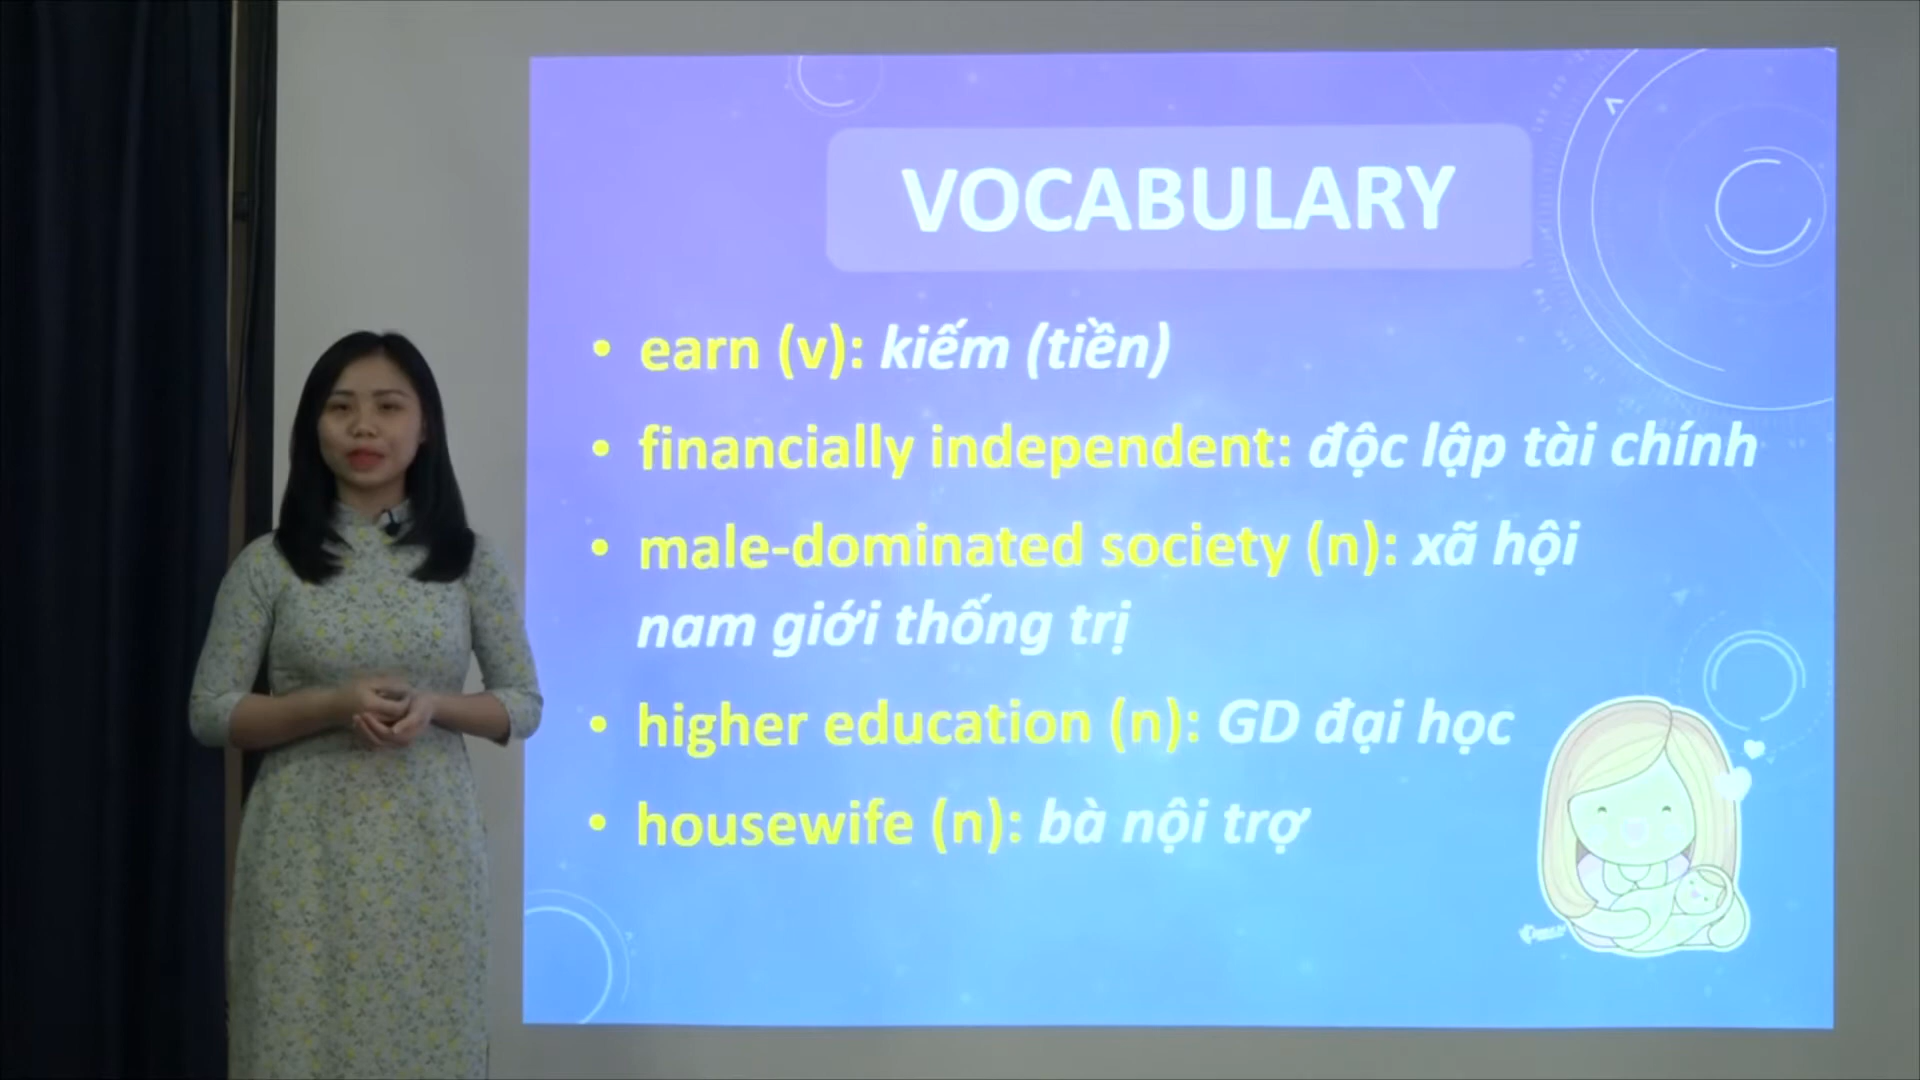 VOCABULARY
• earn (v): kiếm (tiền)
• financially independent: độc lập tài chính
• male-dominated society (n): xã hội
nam giới thống trị
• higher education (n): GD đại học
• housewife (n): bà nội trợ